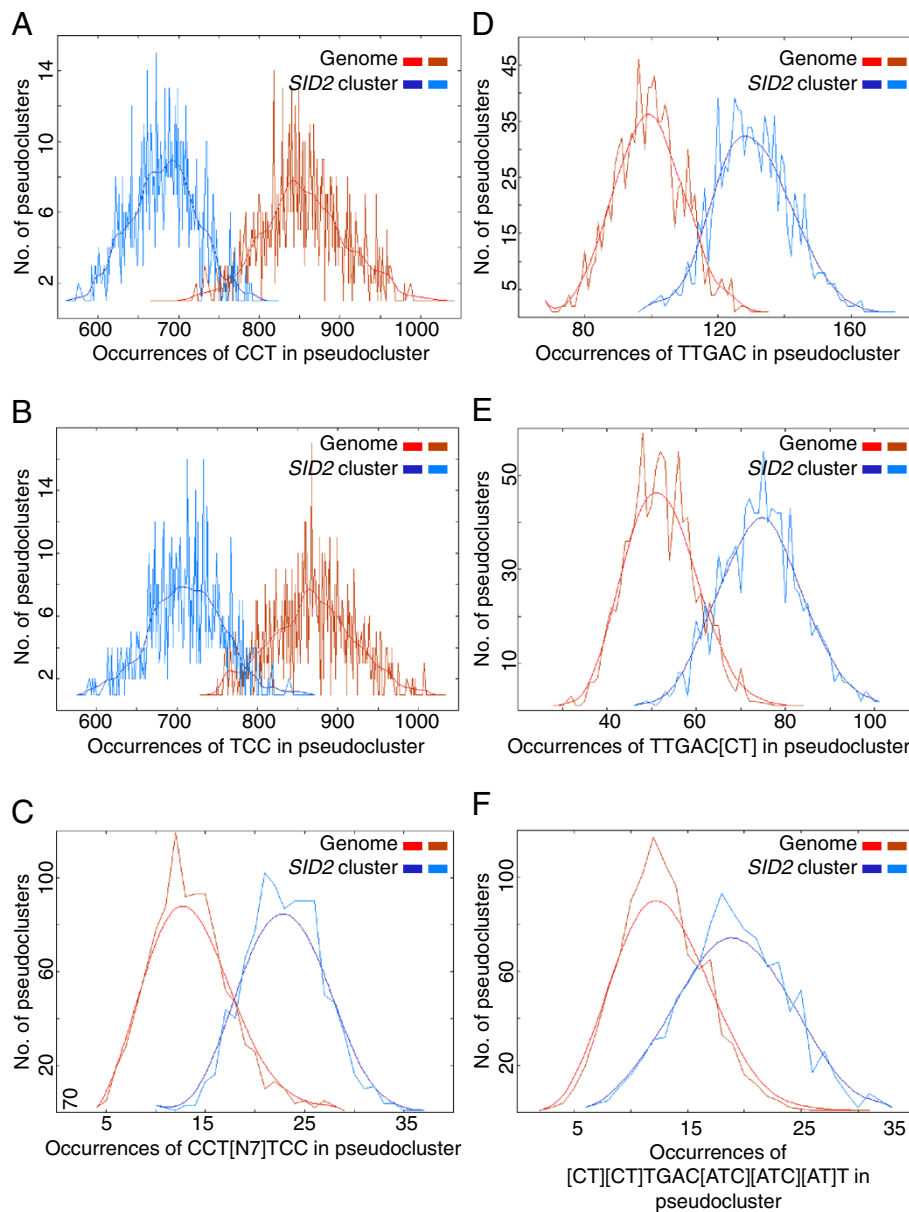 A
Genome
SID2 cluster
No. of pseudoclusters
14
10
6
2
600 700 800 900 1000
Occurrences of CCT in pseudocluster
B
Genome
SID2 cluster
No. of pseudoclusters
14
10
6
2
600 700 800 900 1000
Occurrences of TCC in pseudocluster
C
Genome
SID2 cluster
No. of pseudoclusters
100
60
20
70
5 15 25 35
Occurrences of CCT[N7]TCC in pseudocluster
D
Genome
SID2 cluster
No. of pseudoclusters
45
35
25
15
5
80 120 160
Occurrences of TTGAC in pseudocluster
E
Genome
SID2 cluster
No. of pseudoclusters
50
30
10
40 60 80 100
Occurrences of TTGAC[CT] in pseudocluster
F
Genome
SID2 cluster
No. of pseudoclusters
100
60
20
5 15 25 35
Occurrences of
[CT][CT]TGAC[ATC][ATC][AT]T in
pseudocluster